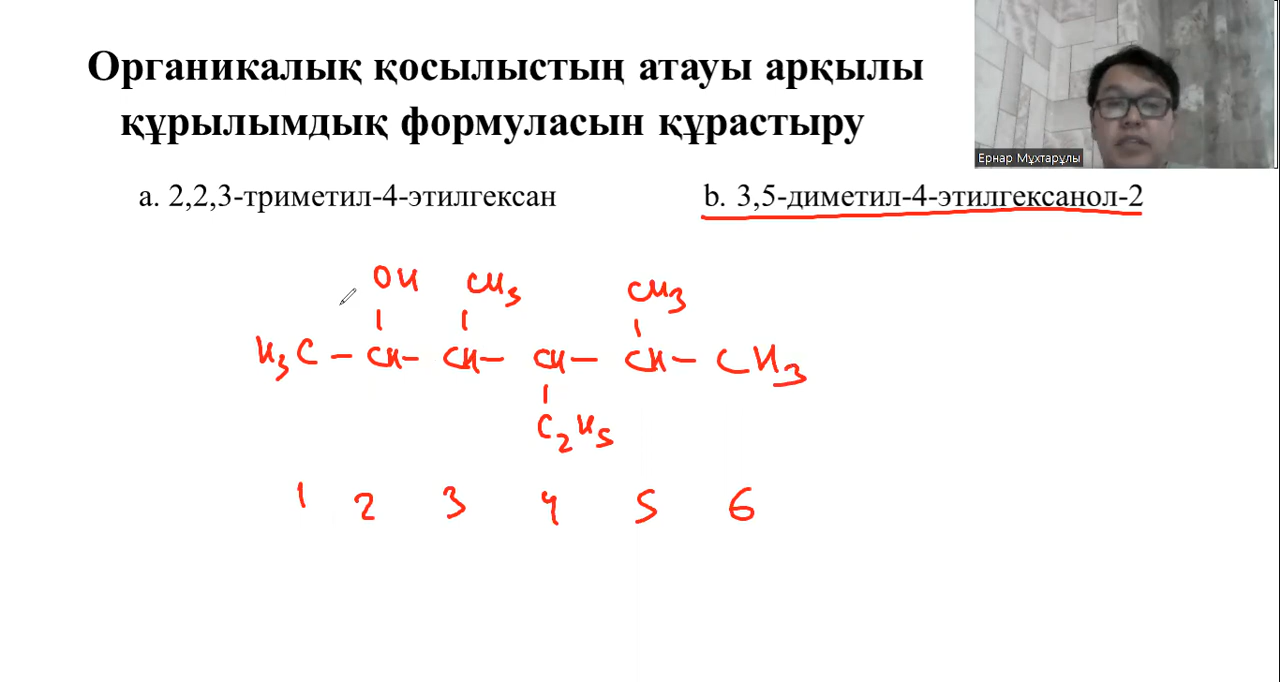 Органикалық қосылыстың атауы арқылы
құрылымдық формуласын құрастыру
Ернар Мұхтарұлы
a. 2,2,3-триметил-4-этилгексан
b. 3,5-диметил-4-этилгексанол-2
OH CH3 CH3
H3C - CH - CH - CH - CH - CH3
C2H5
1 2 3 4 5 6